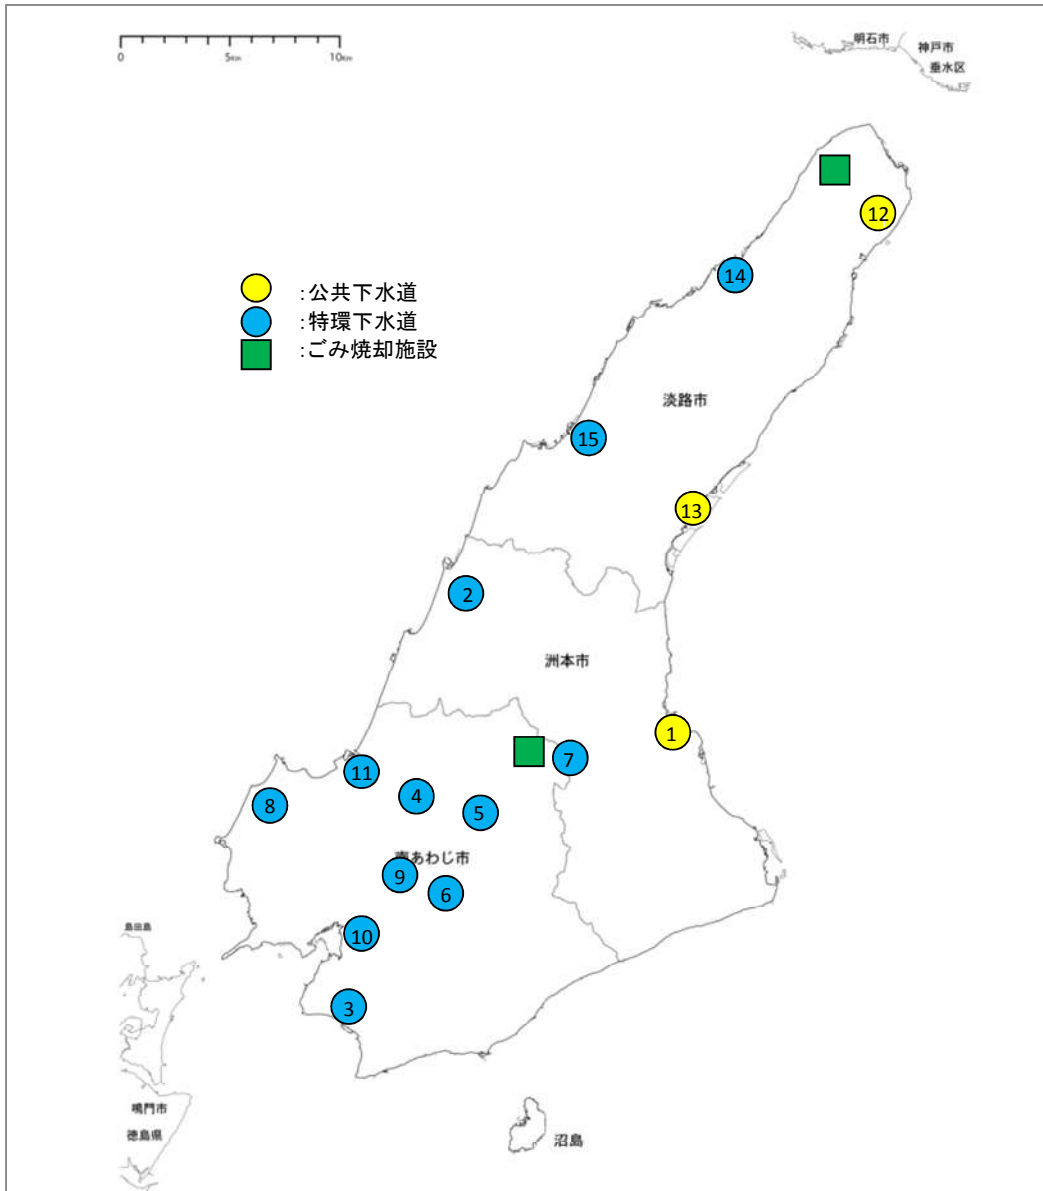 明石市
神戸市
垂水区
0 5Km 10Km
12
14
:公共下水道
:特環下水道
:ごみ焼却施設
淡路市
15
13
2
洲本市
1
7
11
4
8
5
南あわじ市
9
6
10
島田島
3
鳴門市
徳島県
沼島